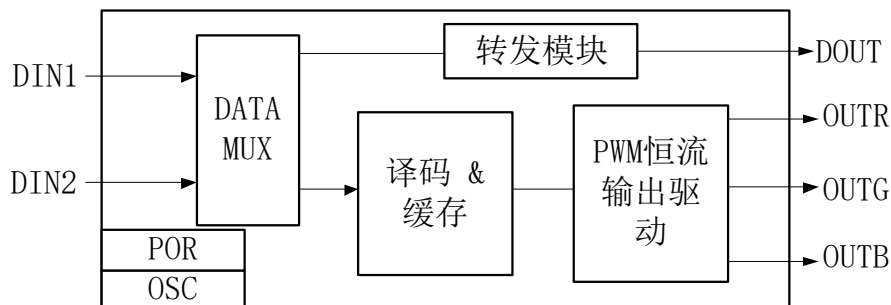 DIN1
DIN2
DATA
MUX
转发模块
DOUT
译码 &
缓存
PWM恒流
输出驱
动
OUTR
OUTG
OUTB
POR
OSC